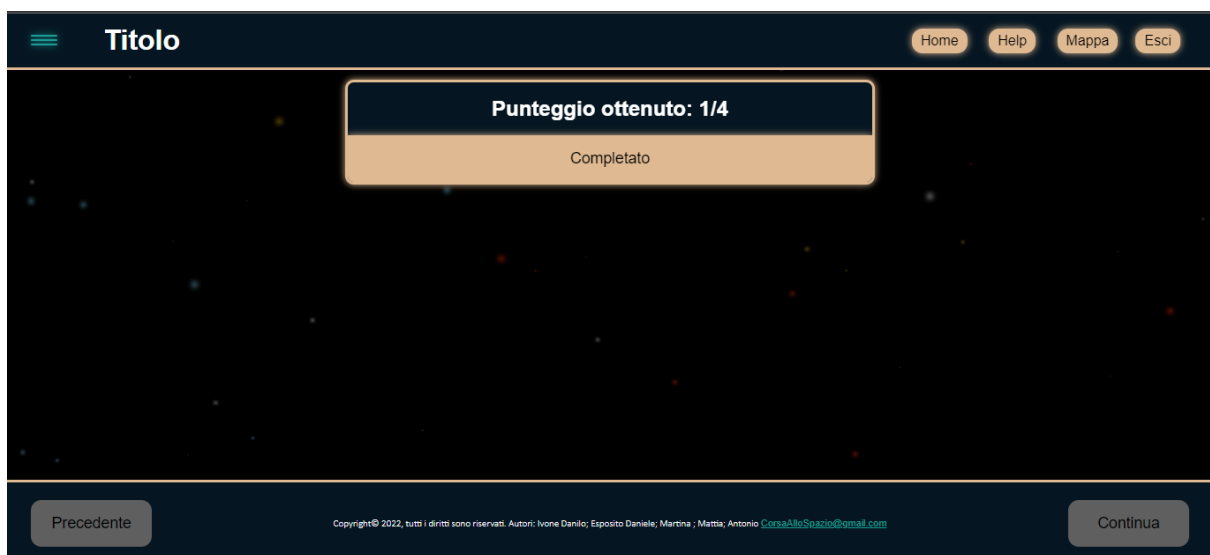 Titolo
Home Help Mappa Esci
Punteggio ottenuto: 1/4
Completato
Precedente
Copyright© 2022, tutti i diritti sono riservati. Autori: Ivone Danilo; Esposito Daniele; Martina ; Mattia; Antonio CorsaAlloSpazio@gmail.com
Continua